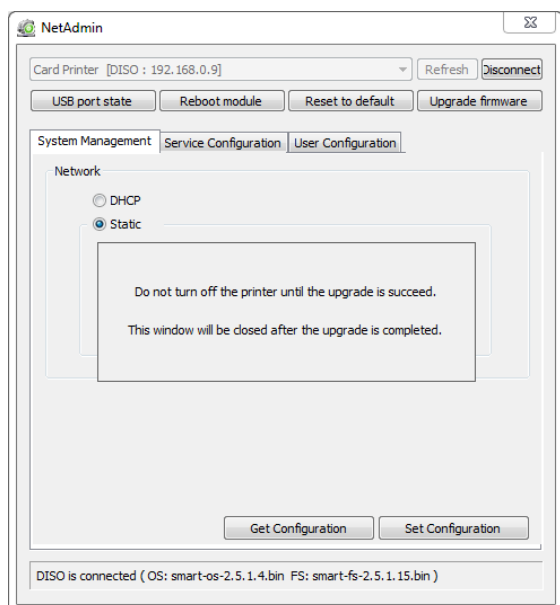 NetAdmin
Card Printer [DISO : 192.168.0.9]
Refresh
Disconnect
USB port state
Reboot module
Reset to default
Upgrade firmware
System Management
Service Configuration
User Configuration
Network
DHCP
Static
Do not turn off the printer until the upgrade is succeed.
This window will be closed after the upgrade is completed.
Get Configuration
Set Configuration
DISO is connected ( OS: smart-os-2.5.1.4.bin FS: smart-fs-2.5.1.15.bin )